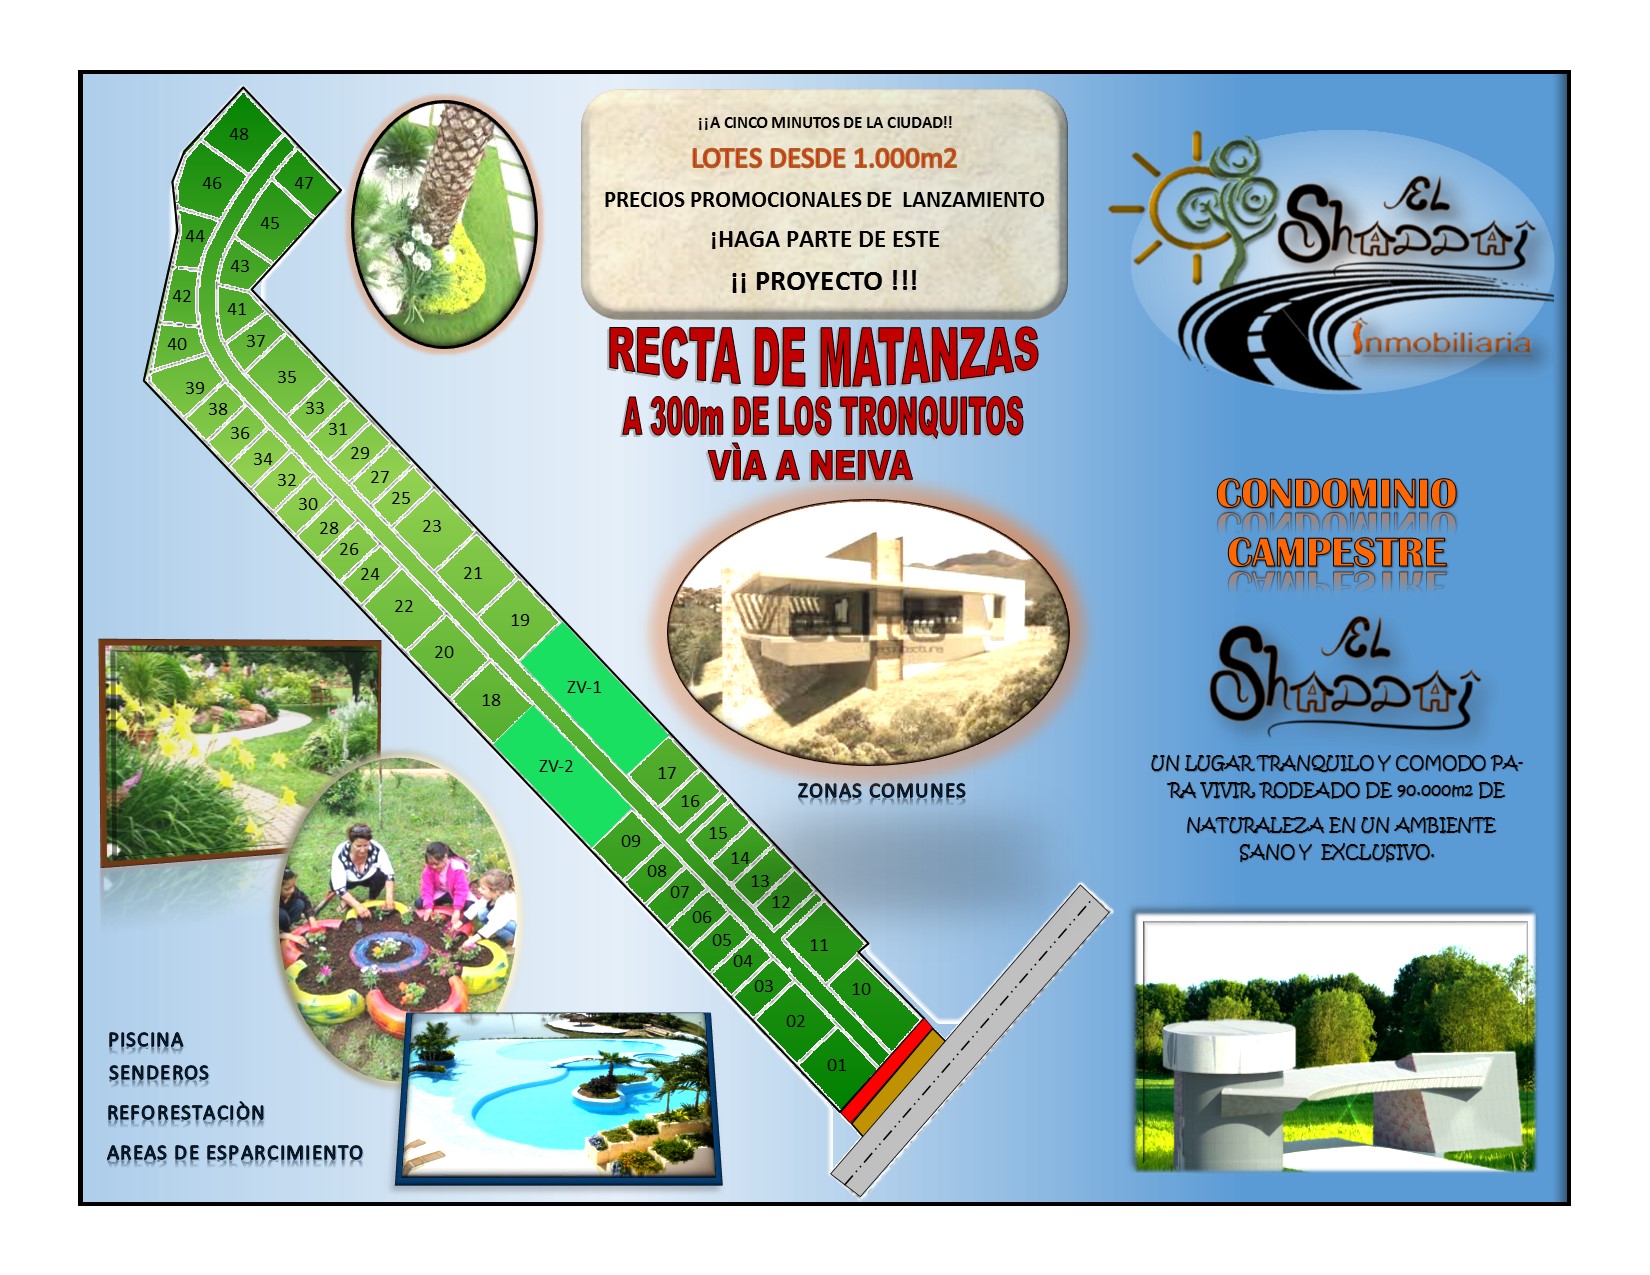 ¡¡A CINCO MINUTOS DE LA CIUDAD!!
LOTES DESDE 1.000m2
PRECIOS PROMOCIONALES DE LANZAMIENTO
¡HAGA PARTE DE ESTE
¡¡ PROYECTO !!!
RECTA DE MATANZAS
A 300m DE LOS TRONQUITOS
VÌA A NEIVA
EL
Shaddai
Inmobiliaria
CONDOMINIO
CAMPESTRE
EL
Shaddai
UN LUGAR TRANQUILO Y COMODO PA-
RA VIVIR, RODEADO DE 90.000m2 DE
NATURALEZA EN UN AMBIENTE
SANO Y EXCLUSIVO.
ZONAS COMUNES
PISCINA
SENDEROS
REFORESTACIÒN
AREAS DE ESPARCIMIENTO
48
46
47
45
44
43
42
41
40
37
39
35
38
33
36
31
34
29
32
27
30
25
28
23
26
24
21
22
19
20
18
ZV-1
ZV-2
17
16
15
09
14
08
13
07
12
06
11
05
04
03
10
02
01